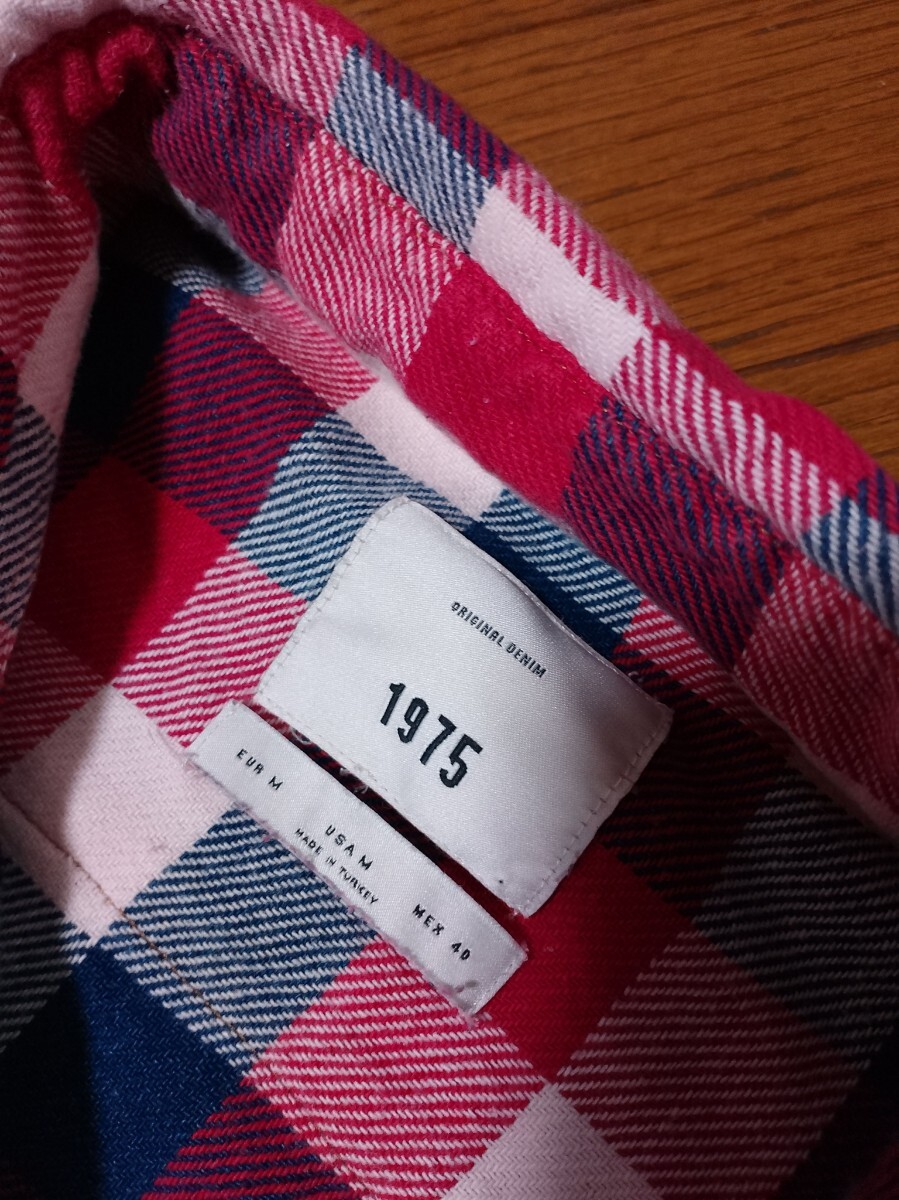 ORIGINAL DENIM
1975
EUR M
USA M
MADE IN TURKEY
MEX 40